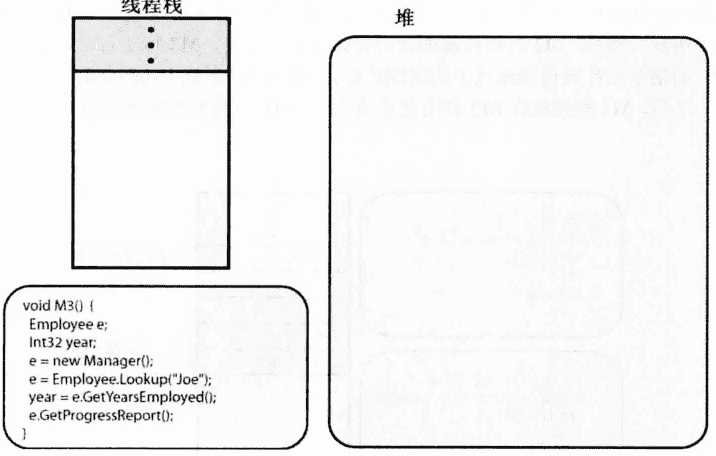 线程栈
堆
void M3() {
Employee e;
Int32 year;
e = new Manager();
e = Employee.Lookup("Joe");
year = e.GetYearsEmployed();
e.GetProgressReport();
}